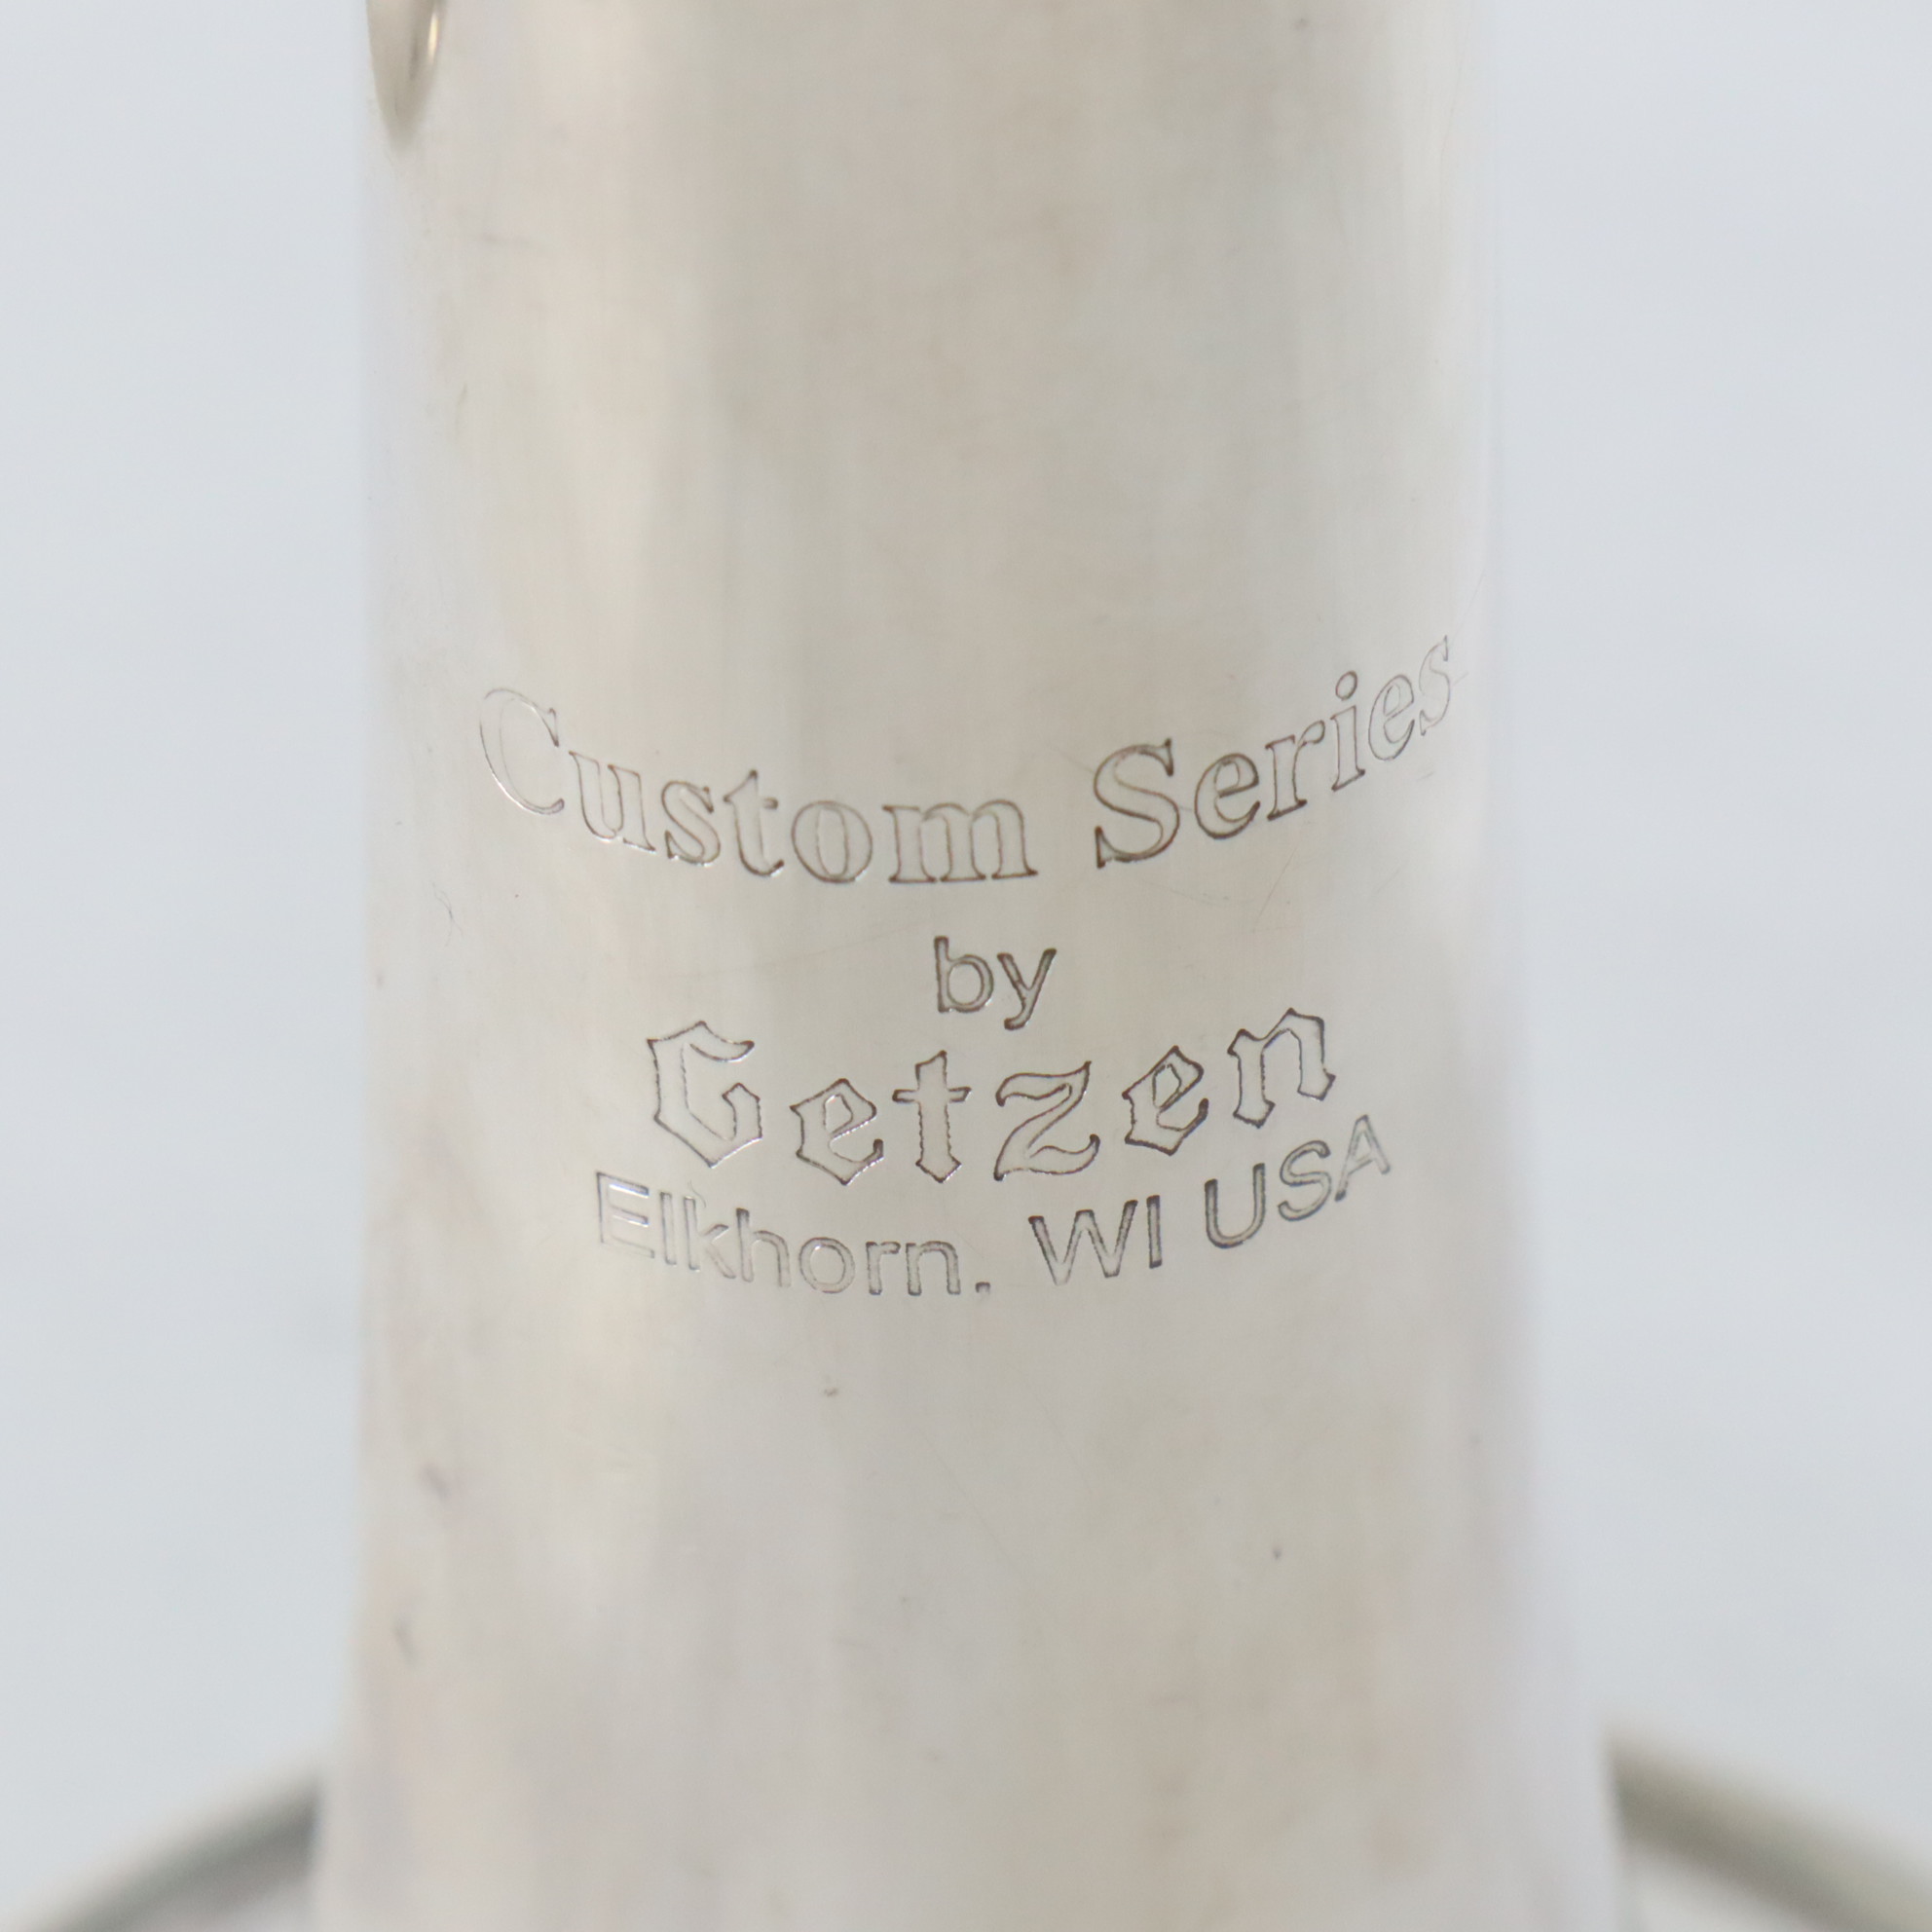 Custom Series
by
Getzen
Elkhorn. WI USA